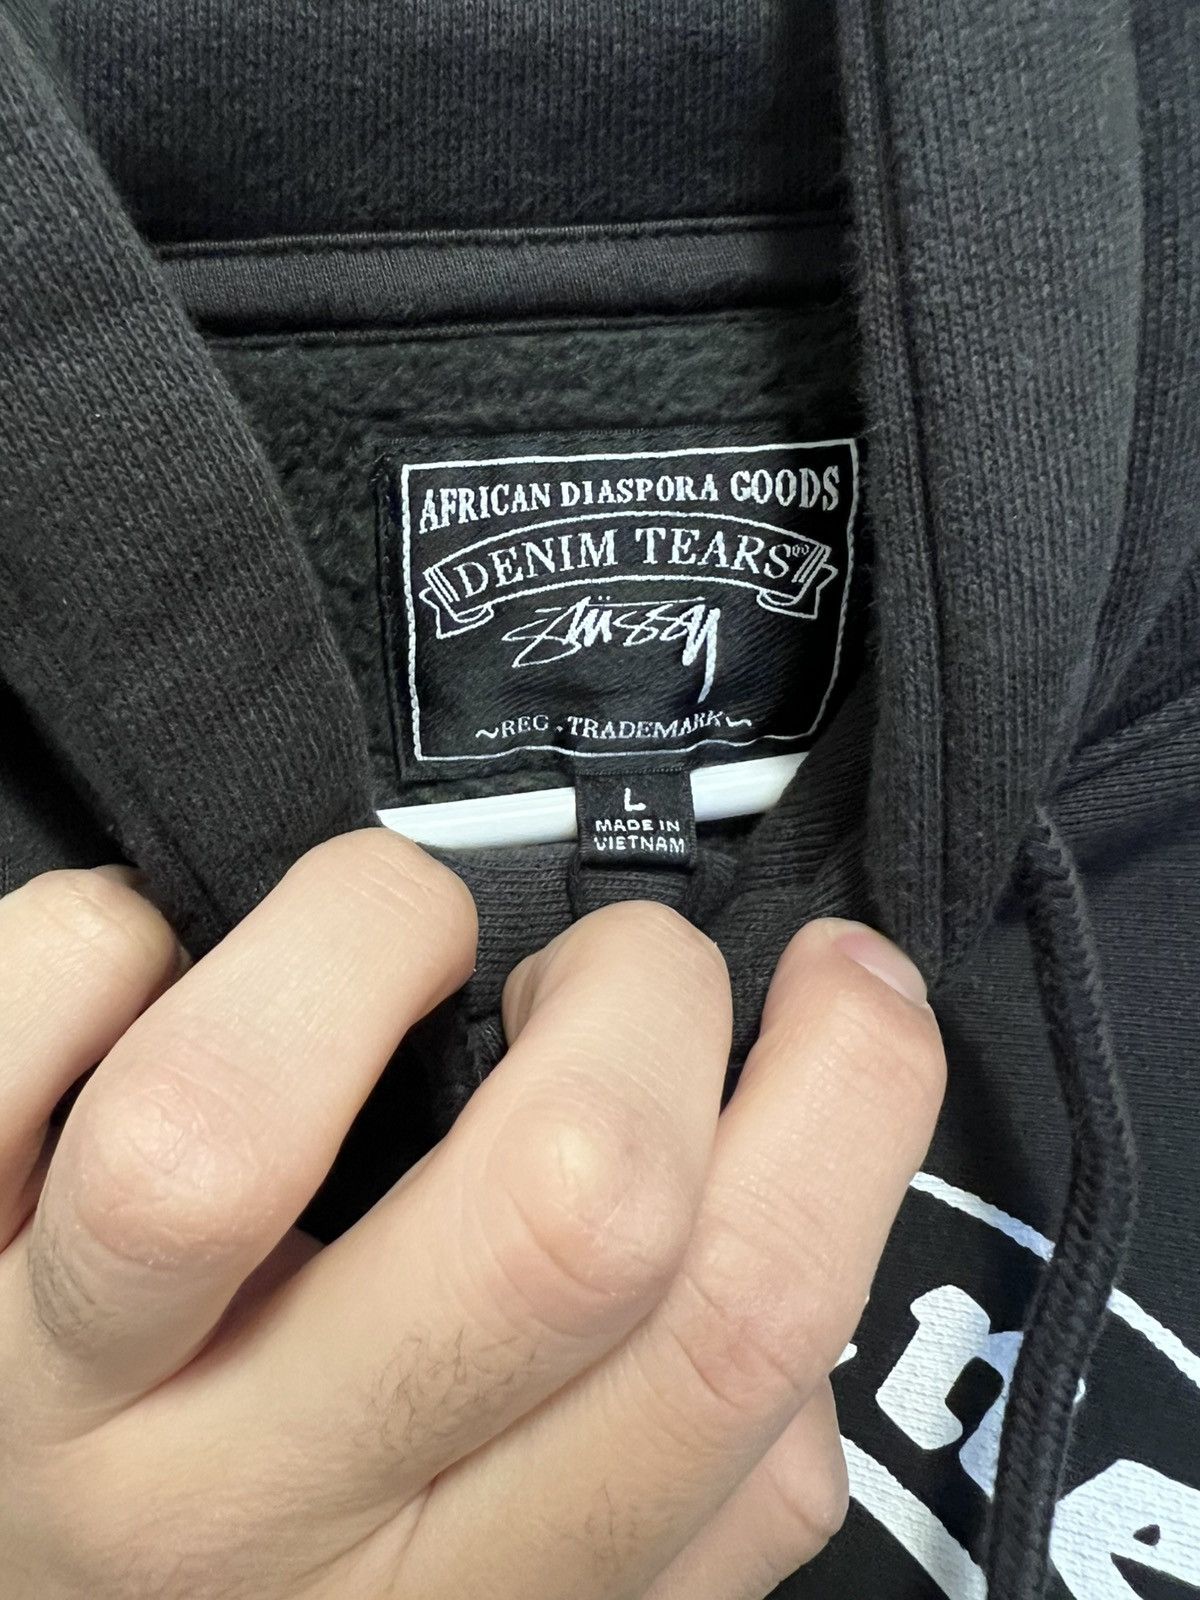 AFRICAN DIASPORA GOODS
DENIM TEARS
Stüssy
~REG. TRADEMARK~
L
MADE IN
VIETNAM